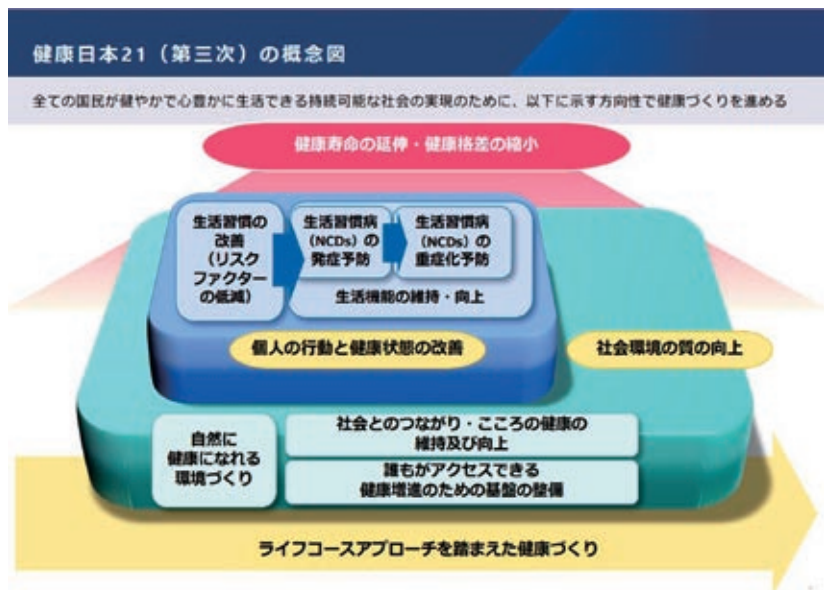 健康日本21（第三次）の概念図
全ての国民が健やかで心豊かに生活できる持続可能な社会の実現のために、以下に示す方向性で健康づくりを進める
健康寿命の延伸・健康格差の縮小
生活習慣の
改善
（リスク
ファクター
の低減）
生活習慣病
（NCDs）の
発症予防
生活習慣病
（NCDs）の
重症化予防
生活機能の維持・向上
個人の行動と健康状態の改善
社会環境の質の向上
自然に
健康になれる
環境づくり
社会とのつながり・こころの健康の
維持及び向上
誰もがアクセスできる
健康増進のための基盤の整備
ライフコースアプローチを踏まえた健康づくり